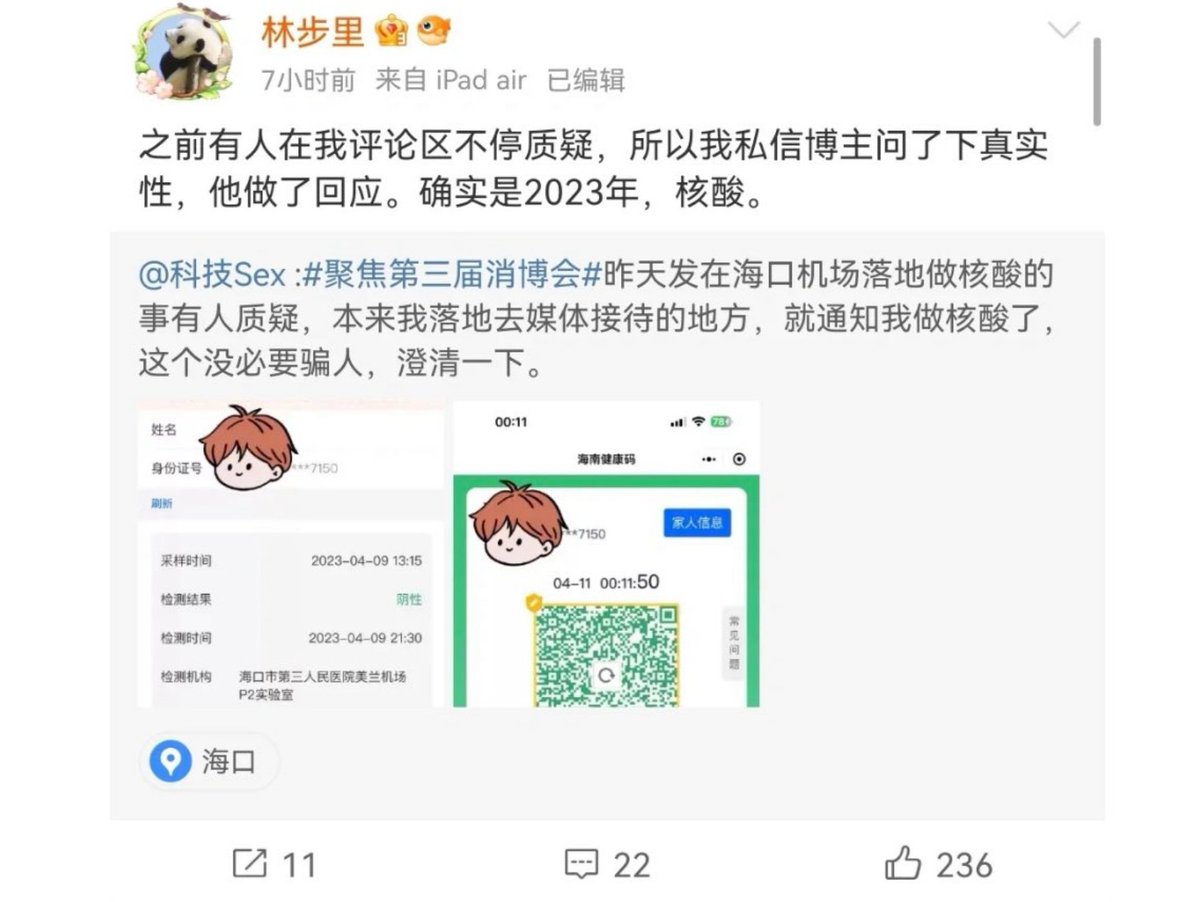 林步里
7小时前 来自 iPad air 已编辑
之前有人在我评论区不停质疑，所以我私信博主问了下真实
性，他做了回应。确实是2023年，核酸。
@科技Sex :#聚焦第三届消博会#昨天发在海口机场落地做核酸的
事有人质疑，本来我落地去媒体接待的地方，就通知我做核酸了，
这个没必要骗人，澄清一下。
姓名
身份证号 ***7150
刷新
采样时间 2023-04-09 13:15
检测结果 阴性
检测时间 2023-04-09 21:30
检测机构 海口市第三人民医院美兰机场
P2实验室
00:11 78
海南健康码
**7150 家人信息
04-11 00:11:50
常见问题
海口
11 22 236